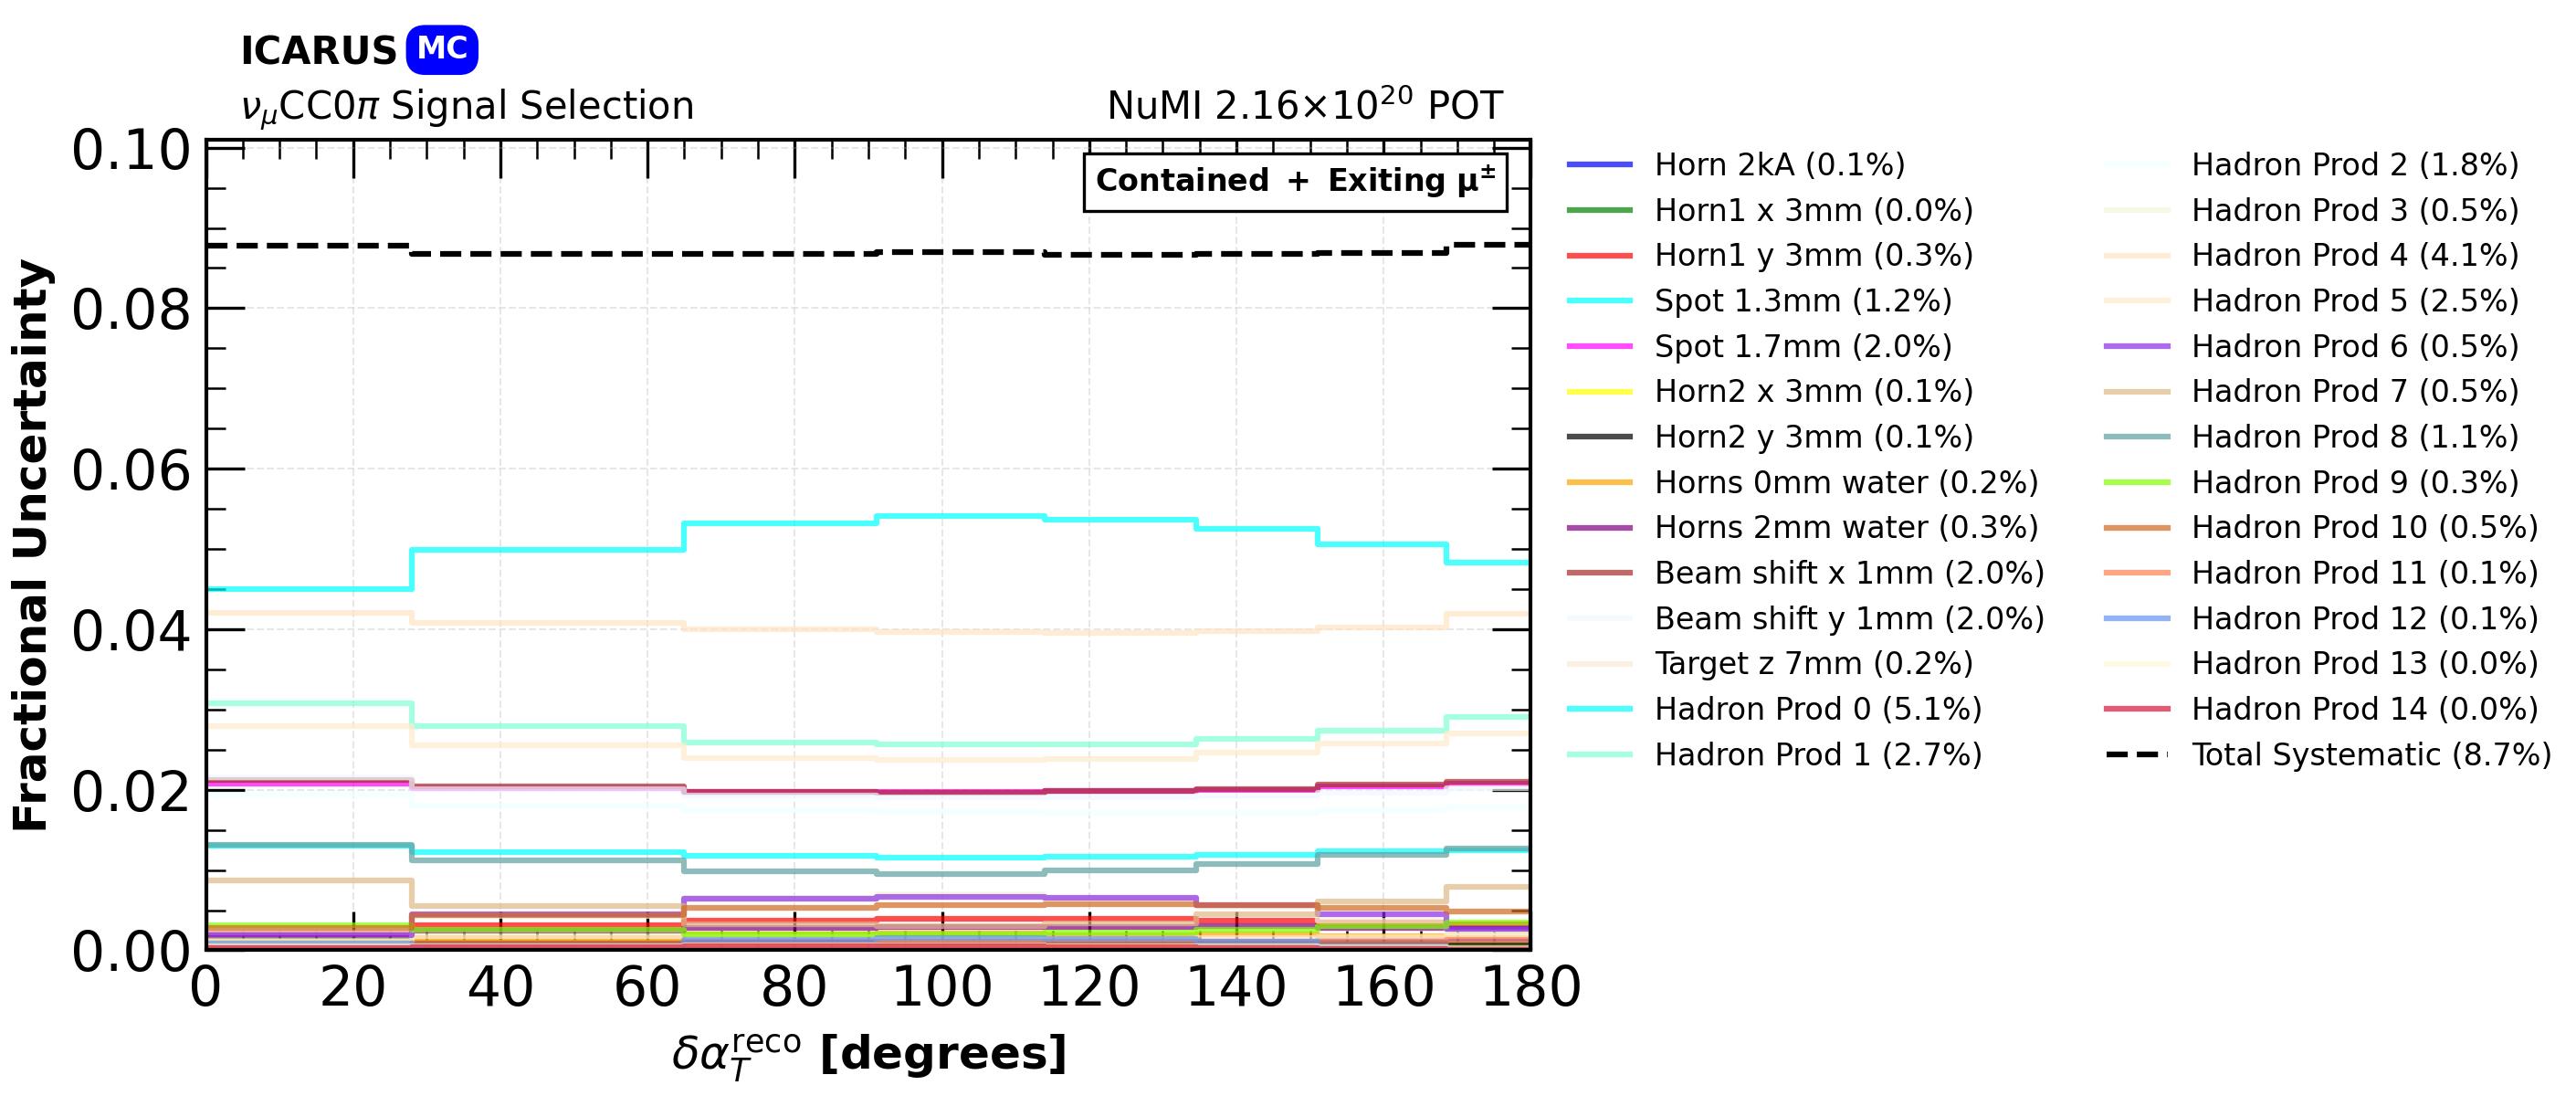 ICARUS MC
νμCC0π Signal Selection
NuMI 2.16×10²⁰ POT
Contained + Exiting μ±
Fractional Uncertainty
0.10
0.08
0.06
0.04
0.02
0.00
0 20 40 60 80 100 120 140 160 180
δα_T^reco [degrees]
Horn 2kA (0.1%)
Horn1 x 3mm (0.0%)
Horn1 y 3mm (0.3%)
Spot 1.3mm (1.2%)
Spot 1.7mm (2.0%)
Horn2 x 3mm (0.1%)
Horn2 y 3mm (0.1%)
Horns 0mm water (0.2%)
Horns 2mm water (0.3%)
Beam shift x 1mm (2.0%)
Beam shift y 1mm (2.0%)
Target z 7mm (0.2%)
Hadron Prod 0 (5.1%)
Hadron Prod 1 (2.7%)
Hadron Prod 2 (1.8%)
Hadron Prod 3 (0.5%)
Hadron Prod 4 (4.1%)
Hadron Prod 5 (2.5%)
Hadron Prod 6 (0.5%)
Hadron Prod 7 (0.5%)
Hadron Prod 8 (1.1%)
Hadron Prod 9 (0.3%)
Hadron Prod 10 (0.5%)
Hadron Prod 11 (0.1%)
Hadron Prod 12 (0.1%)
Hadron Prod 13 (0.0%)
Hadron Prod 14 (0.0%)
Total Systematic (8.7%)